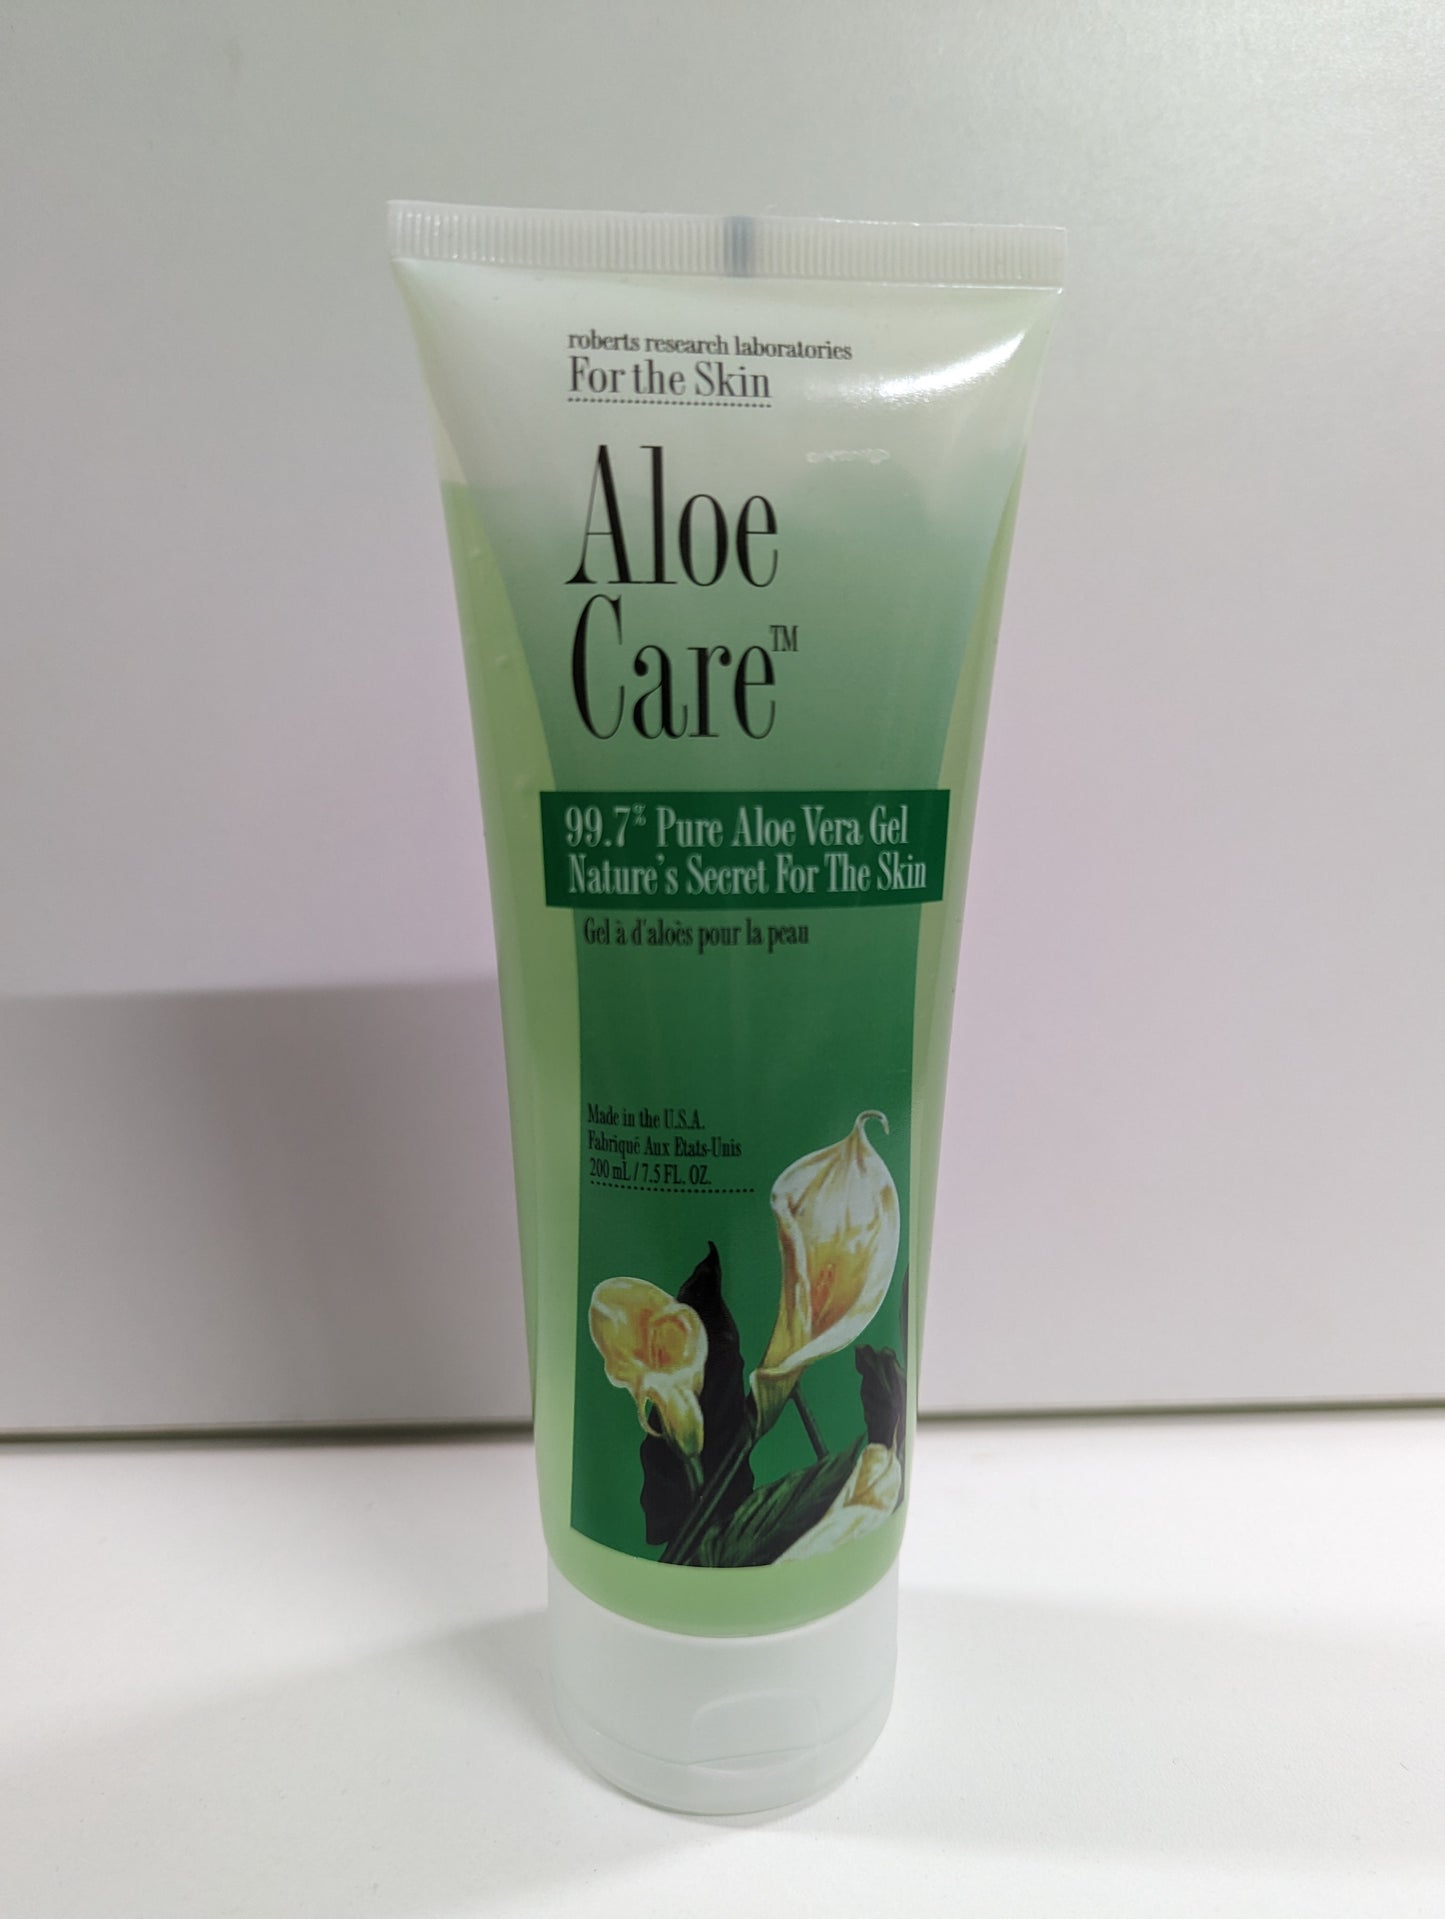 roberts research laboratories
For the Skin
Aloe
Care™
99.7% Pure Aloe Vera Gel
Nature's Secret For The Skin
Gel à d'aloès pour la peau
Made in the U.S.A.
Fabriqué Aux Etats-Unis
200 mL / 7.5 FL. OZ.